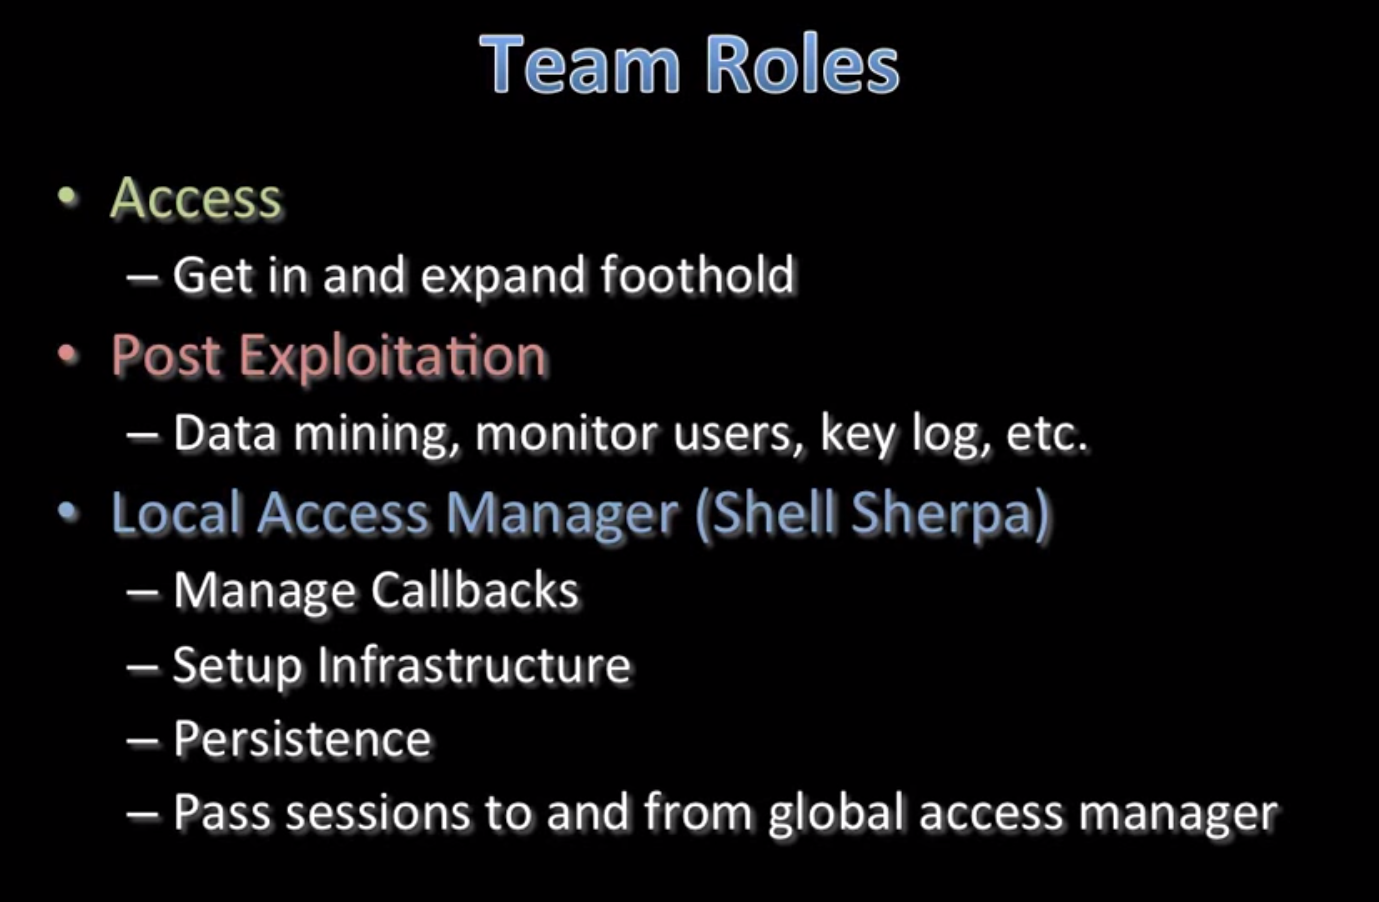 Team Roles
• Access
– Get in and expand foothold
• Post Exploitation
– Data mining, monitor users, key log, etc.
• Local Access Manager (Shell Sherpa)
– Manage Callbacks
– Setup Infrastructure
– Persistence
– Pass sessions to and from global access manager